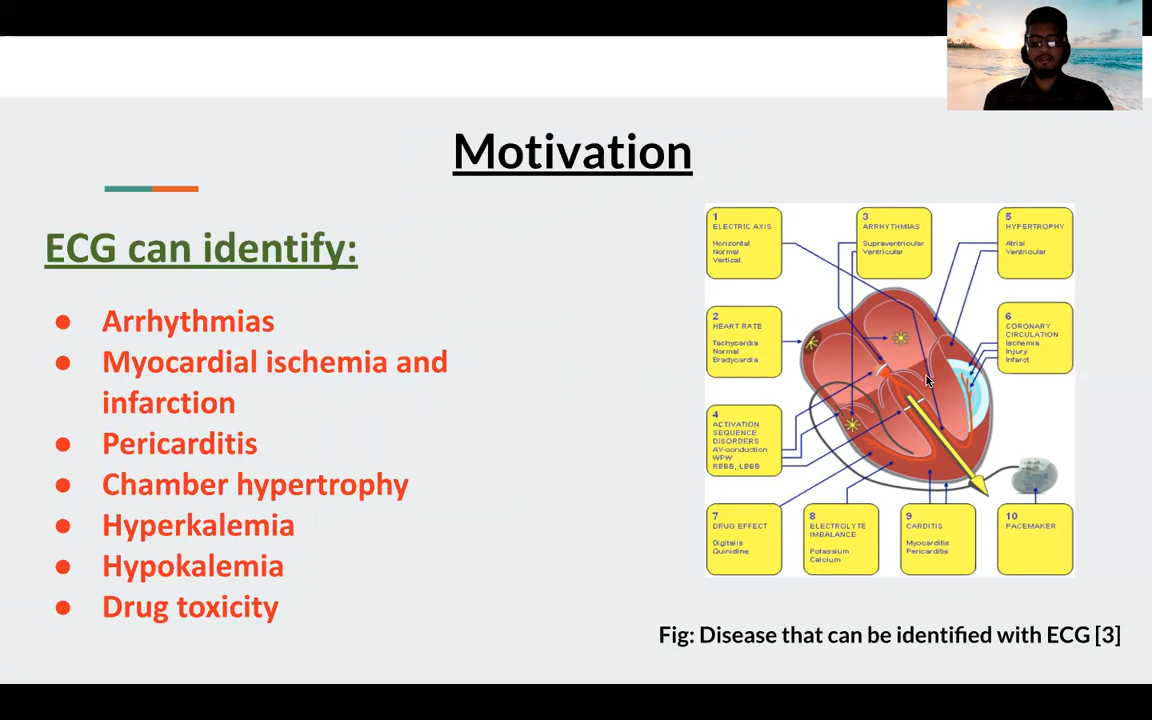 Motivation
ECG can identify:
● Arrhythmias
● Myocardial ischemia and
infarction
● Pericarditis
● Chamber hypertrophy
● Hyperkalemia
● Hypokalemia
● Drug toxicity
1
ELECTRIC AXIS
Horizontal
Normal
Vertical
3
ARRHYTHMIAS
Supraventricular
Ventricular
5
HYPERTROPHY
Atrial
Ventricular
2
HEART RATE
Tachycardia
Normal
Bradycardia
6
CORONARY
CIRCULATION
Ischemia
Injury
Infarct
4
ACTIVATION
SEQUENCE
DISORDERS
AV-conduction
WPW
RBBB, LBBB
7
DRUG EFFECT
Digitalis
Quinidine
8
ELECTROLYTE
IMBALANCE
Potassium
Calcium
9
CARDITIS
Myocarditis
Pericarditis
10
PACEMAKER
Fig: Disease that can be identified with ECG [3]